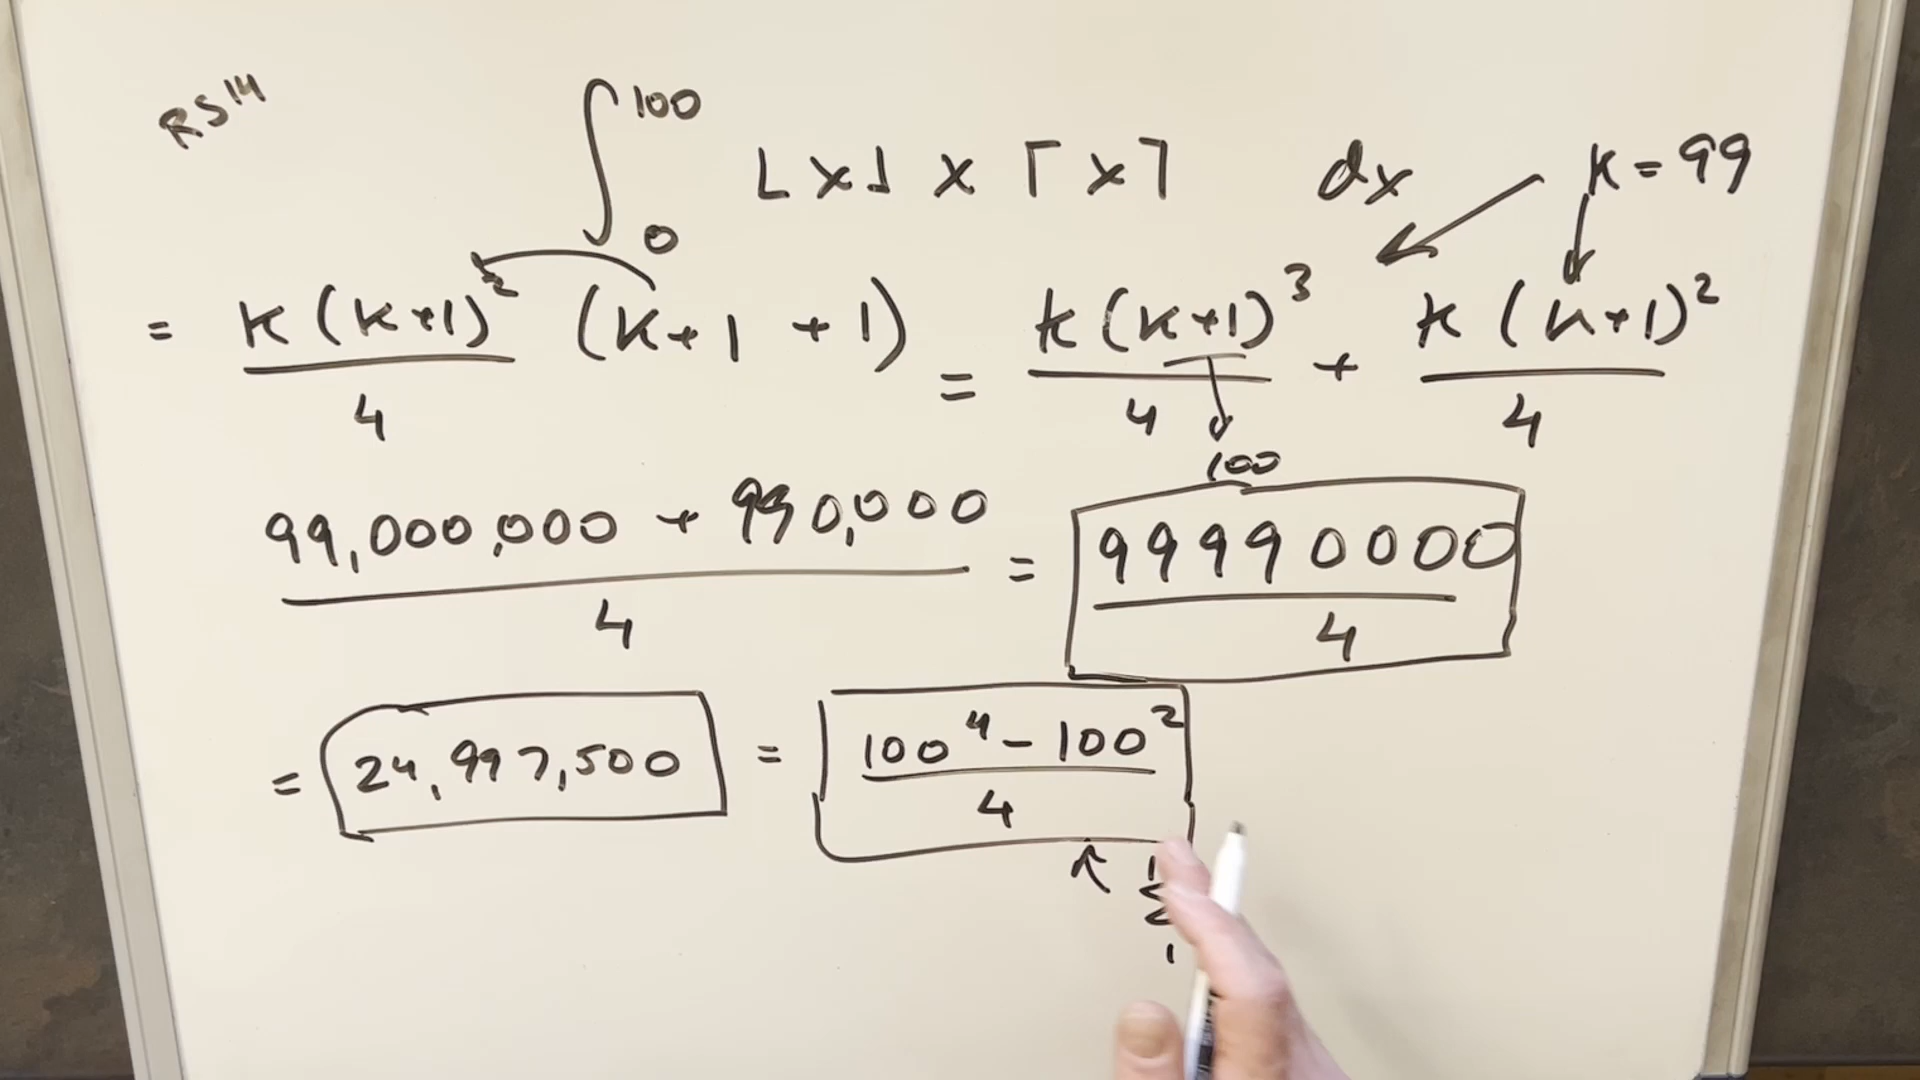 RS14
∫₀¹⁰⁰ ⌊x⌋ x ⌈x⌉ dx k = 99
= k(k+1)²/4 (k+1+1) = k(k+1)³/4 + k(k+1)²/4
100
(99,000,000 + 990,000)/4 = 99990000/4
= 24,997,500 = (100⁴ - 100²)/4